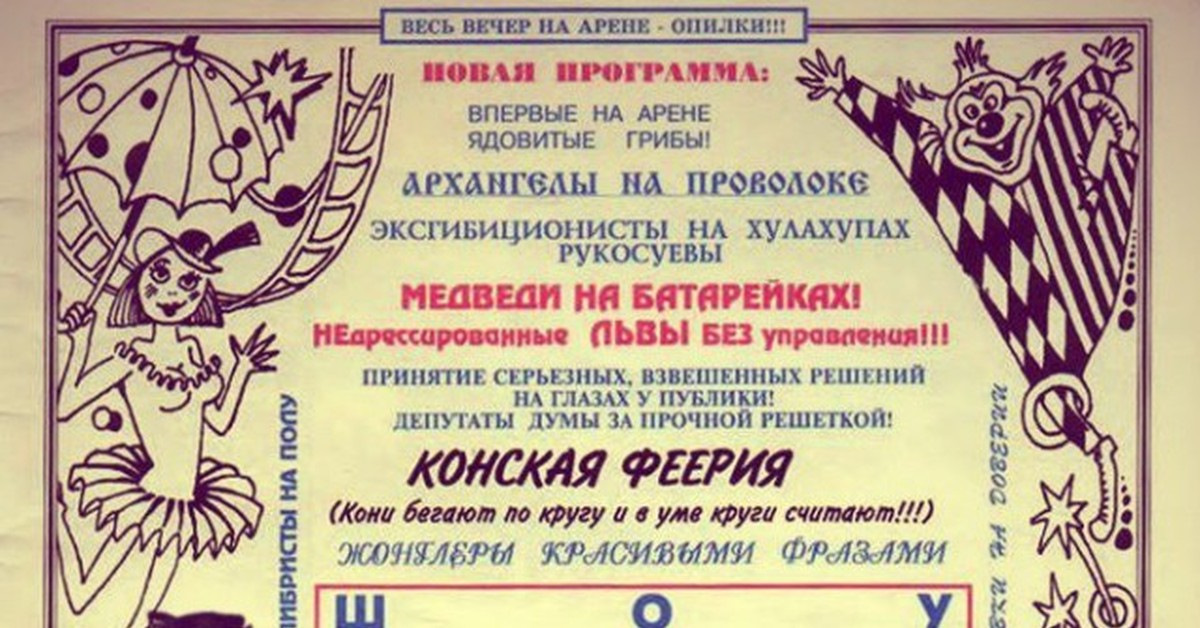 ВЕСЬ ВЕЧЕР НА АРЕНЕ - ОПИЛКИ!!!
НОВАЯ ПРОГРАММА:
ВПЕРВЫЕ НА АРЕНЕ
ЯДОВИТЫЕ ГРИБЫ!
АРХАНГЕЛЫ НА ПРОВОЛОКЕ
ЭКСГИБИЦИОНИСТЫ НА ХУЛАХУПАХ
РУКОСУЕВЫ
МЕДВЕДИ НА БАТАРЕЙКАХ!
НЕдрессированные ЛЬВЫ БЕЗ управления!!!
ПРИНЯТИЕ СЕРЬЕЗНЫХ, ВЗВЕШЕННЫХ РЕШЕНИЙ
НА ГЛАЗАХ У ПУБЛИКИ!
ДЕПУТАТЫ ДУМЫ ЗА ПРОЧНОЙ РЕШЕТКОЙ!
КОНСКАЯ ФЕЕРИЯ
(Кони бегают по кругу и в уме круги считают!!!)
ЖОНГЛЕРЫ КРАСИВЫМИ ФРАЗАМИ
Ш О У
НА ПОЛУ
НА ДОВЕРИИ